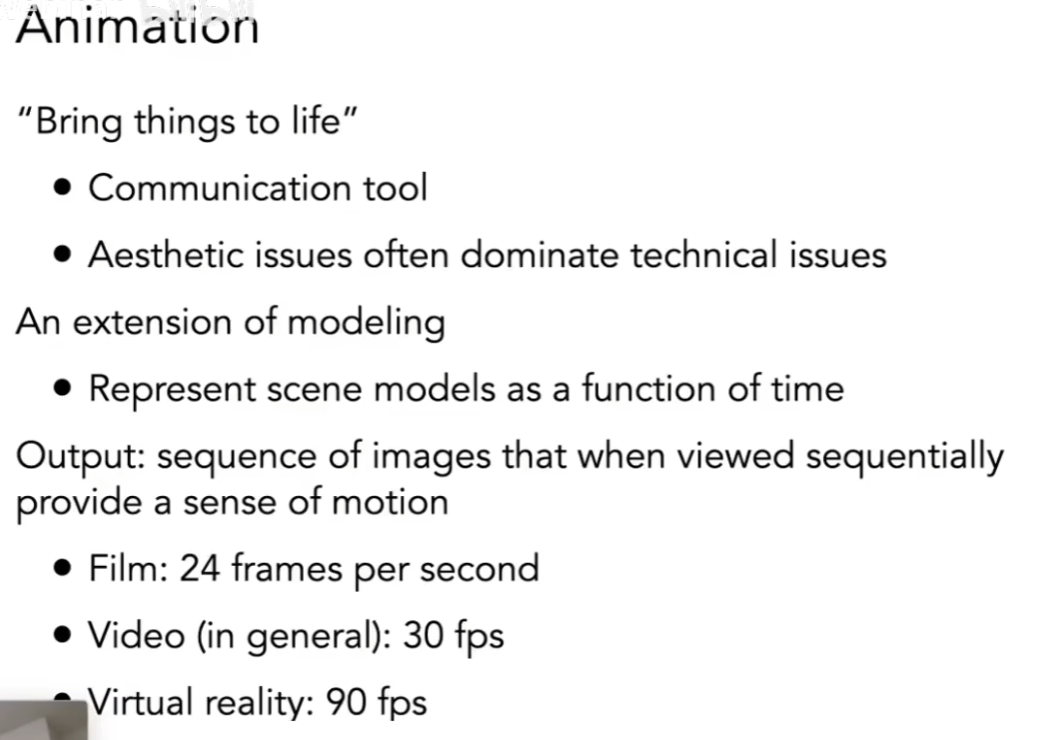 Animation
“Bring things to life”
● Communication tool
● Aesthetic issues often dominate technical issues
An extension of modeling
● Represent scene models as a function of time
Output: sequence of images that when viewed sequentially
provide a sense of motion
● Film: 24 frames per second
● Video (in general): 30 fps
● Virtual reality: 90 fps